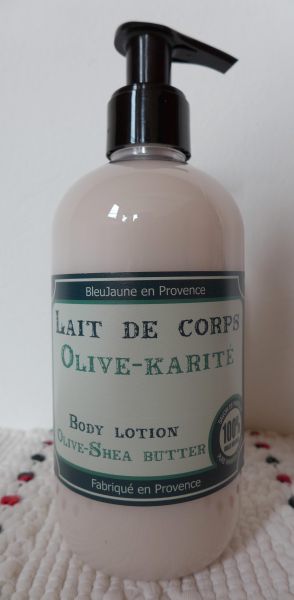 BleuJaune en Provence
LAIT DE CORPS
OLIVE-KARITÉ
BODY LOTION
OLIVE-SHEA BUTTER
100%
Fabriqué en Provence